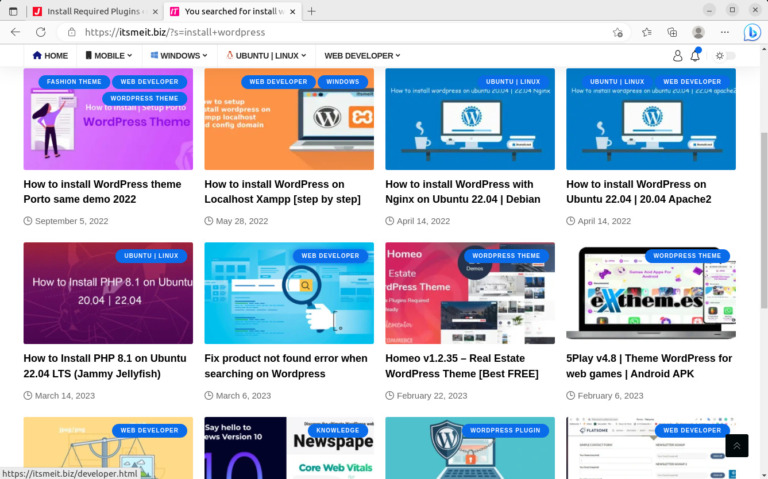 Install Required Plugins
You searched for install w
https://itsmeit.biz/?s=install+wordpress
HOME
MOBILE
WINDOWS
UBUNTU | LINUX
WEB DEVELOPER
FASHION THEME
WEB DEVELOPER
WORDPRESS THEME
How to install | Setup Porto
WordPress Theme
How to install WordPress theme
Porto same demo 2022
September 5, 2022
WEB DEVELOPER
WINDOWS
ow to setup
stall wordpress on
mpp localhost
d config domain
How to install WordPress on
Localhost Xampp [step by step]
May 28, 2022
UBUNTU | LINUX
How to install wordpress on ubuntu 20.04 | 22.04 Nginx
How to install WordPress with
Nginx on Ubuntu 22.04 | Debian
April 14, 2022
UBUNTU | LINUX
WEB DEVELOPER
How to install wordpress on ubuntu 20.04 | 22.04 apache2
How to install WordPress on
Ubuntu 22.04 | 20.04 Apache2
April 14, 2022
UBUNTU | LINUX
How to Install PHP 8.1 on Ubuntu
20.04 | 22.04
How to Install PHP 8.1 on Ubuntu
22.04 LTS (Jammy Jellyfish)
March 14, 2023
WEB DEVELOPER
Fix product not found error when
searching on Wordpress
March 6, 2023
WORDPRESS THEME
Homeo
Demos
Estate
rdPress Theme
Plugins Required
Ready
Homeo v1.2.35 – Real Estate
WordPress Theme [Best FREE]
February 22, 2023
WORDPRESS THEME
eXthem.es
5Play v4.8 | Theme WordPress for
web games | Android APK
February 6, 2023
WEB DEVELOPER
KNOWLEDGE
Say hello to
ews Version 10
10
Newspape
Core Web Vitals
WORDPRESS PLUGIN
WEB DEVELOPER
https://itsmeit.biz/developer.html